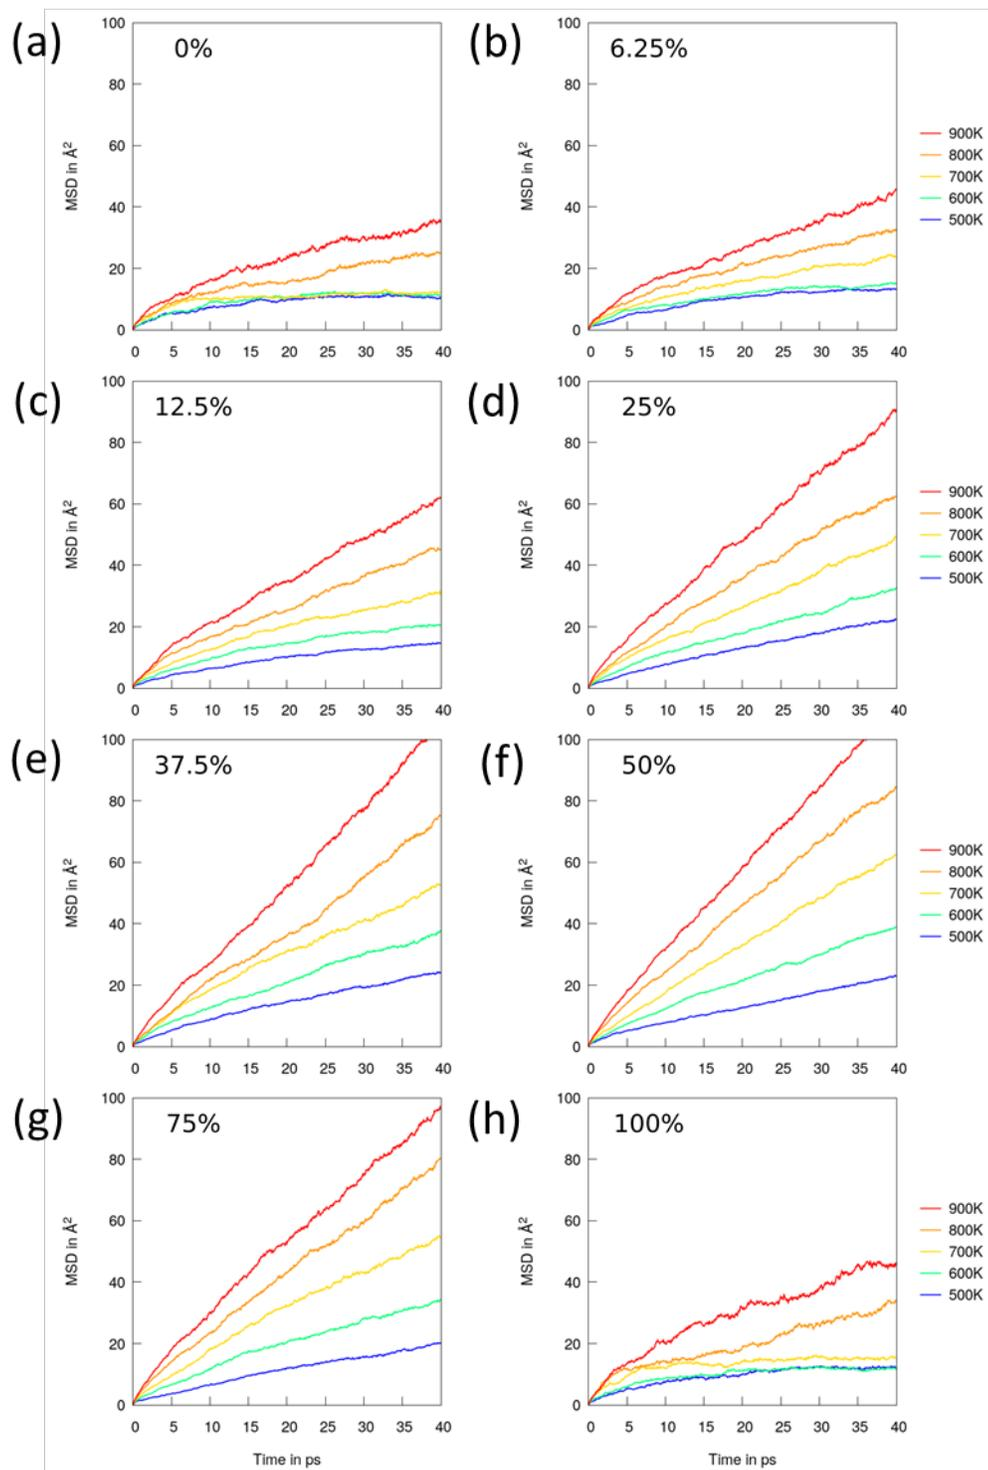 (a)
0%
100
80
60
40
20
0
MSD in Å²
0 5 10 15 20 25 30 35 40
(b)
6.25%
100
80
60
40
20
0
MSD in Å²
0 5 10 15 20 25 30 35 40
900K
800K
700K
600K
500K
(c)
12.5%
100
80
60
40
20
0
MSD in Å²
0 5 10 15 20 25 30 35 40
(d)
25%
100
80
60
40
20
0
MSD in Å²
0 5 10 15 20 25 30 35 40
900K
800K
700K
600K
500K
(e)
37.5%
100
80
60
40
20
0
MSD in Å²
0 5 10 15 20 25 30 35 40
(f)
50%
100
80
60
40
20
0
MSD in Å²
0 5 10 15 20 25 30 35 40
900K
800K
700K
600K
500K
(g)
75%
100
80
60
40
20
0
MSD in Å²
0 5 10 15 20 25 30 35 40
Time in ps
(h)
100%
100
80
60
40
20
0
MSD in Å²
0 5 10 15 20 25 30 35 40
Time in ps
900K
800K
700K
600K
500K